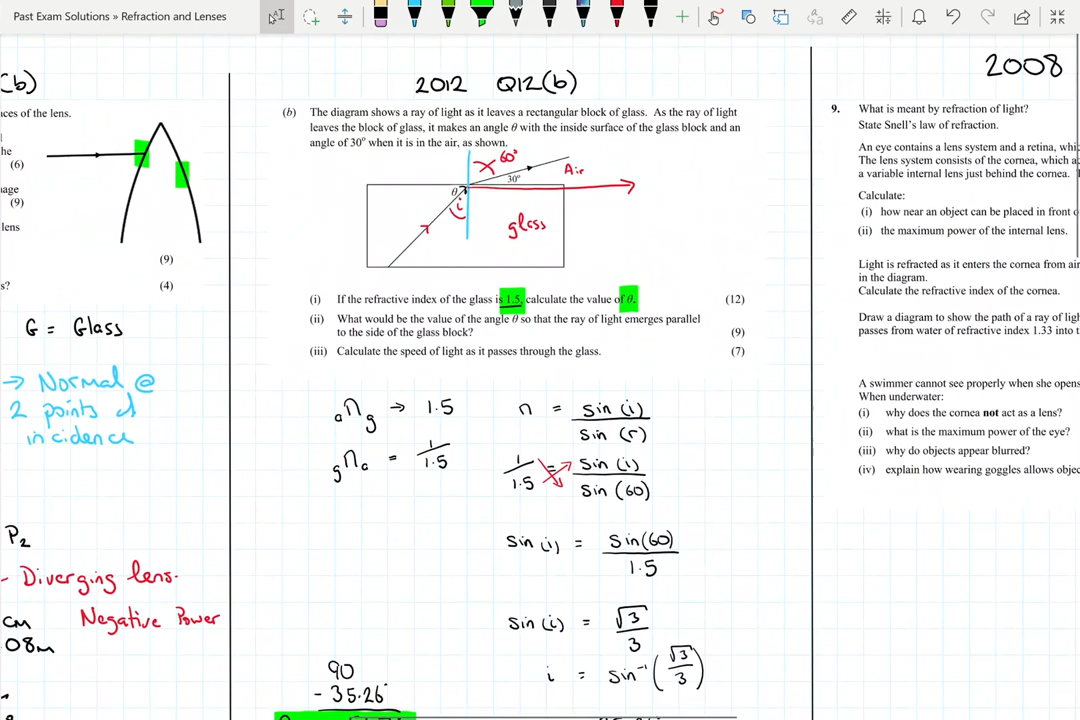 Past Exam Solutions » Refraction and Lenses
(b)
aces of the lens.
he
(6)
nage
(9)
lens
(9)
s?
(4)
G = Glass
→ Normal @
2 points of
incidence
P2
- Diverging lens.
cm Negative Power
08m
2012 Q12(b)
(b) The diagram shows a ray of light as it leaves a rectangular block of glass. As the ray of light
leaves the block of glass, it makes an angle θ with the inside surface of the glass block and an
angle of 30° when it is in the air, as shown.
60°
Air
30°
θ
i
glass
(i) If the refractive index of the glass is 1.5, calculate the value of θ. (12)
(ii) What would be the value of the angle θ so that the ray of light emerges parallel
to the side of the glass block? (9)
(iii) Calculate the speed of light as it passes through the glass. (7)
a n g → 1.5
g n a = 1/1.5
n = sin (i) / sin (r)
1/1.5 = sin (i) / sin (60)
sin (i) = sin(60) / 1.5
sin (i) = √3 / 3
i = sin⁻¹ (√3 / 3)
90
- 35.26°
2008
9. What is meant by refraction of light?
State Snell's law of refraction.
An eye contains a lens system and a retina, whi
The lens system consists of the cornea, which a
a variable internal lens just behind the cornea.
Calculate:
(i) how near an object can be placed in front o
(ii) the maximum power of the internal lens.
Light is refracted as it enters the cornea from air
in the diagram.
Calculate the refractive index of the cornea.
Draw a diagram to show the path of a ray of ligh
passes from water of refractive index 1.33 into t
A swimmer cannot see properly when she opens
When underwater:
(i) why does the cornea not act as a lens?
(ii) what is the maximum power of the eye?
(iii) why do objects appear blurred?
(iv) explain how wearing goggles allows objec